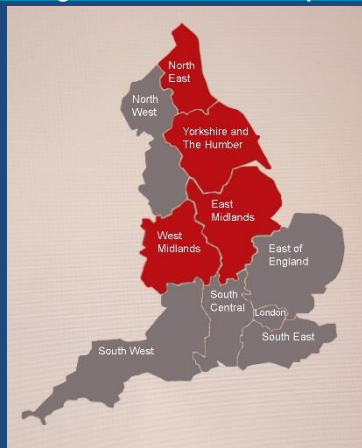 North
East
North
West
Yorkshire and
The Humber
East
Midlands
West
Midlands
East of
England
South
Central
London
South West
South East